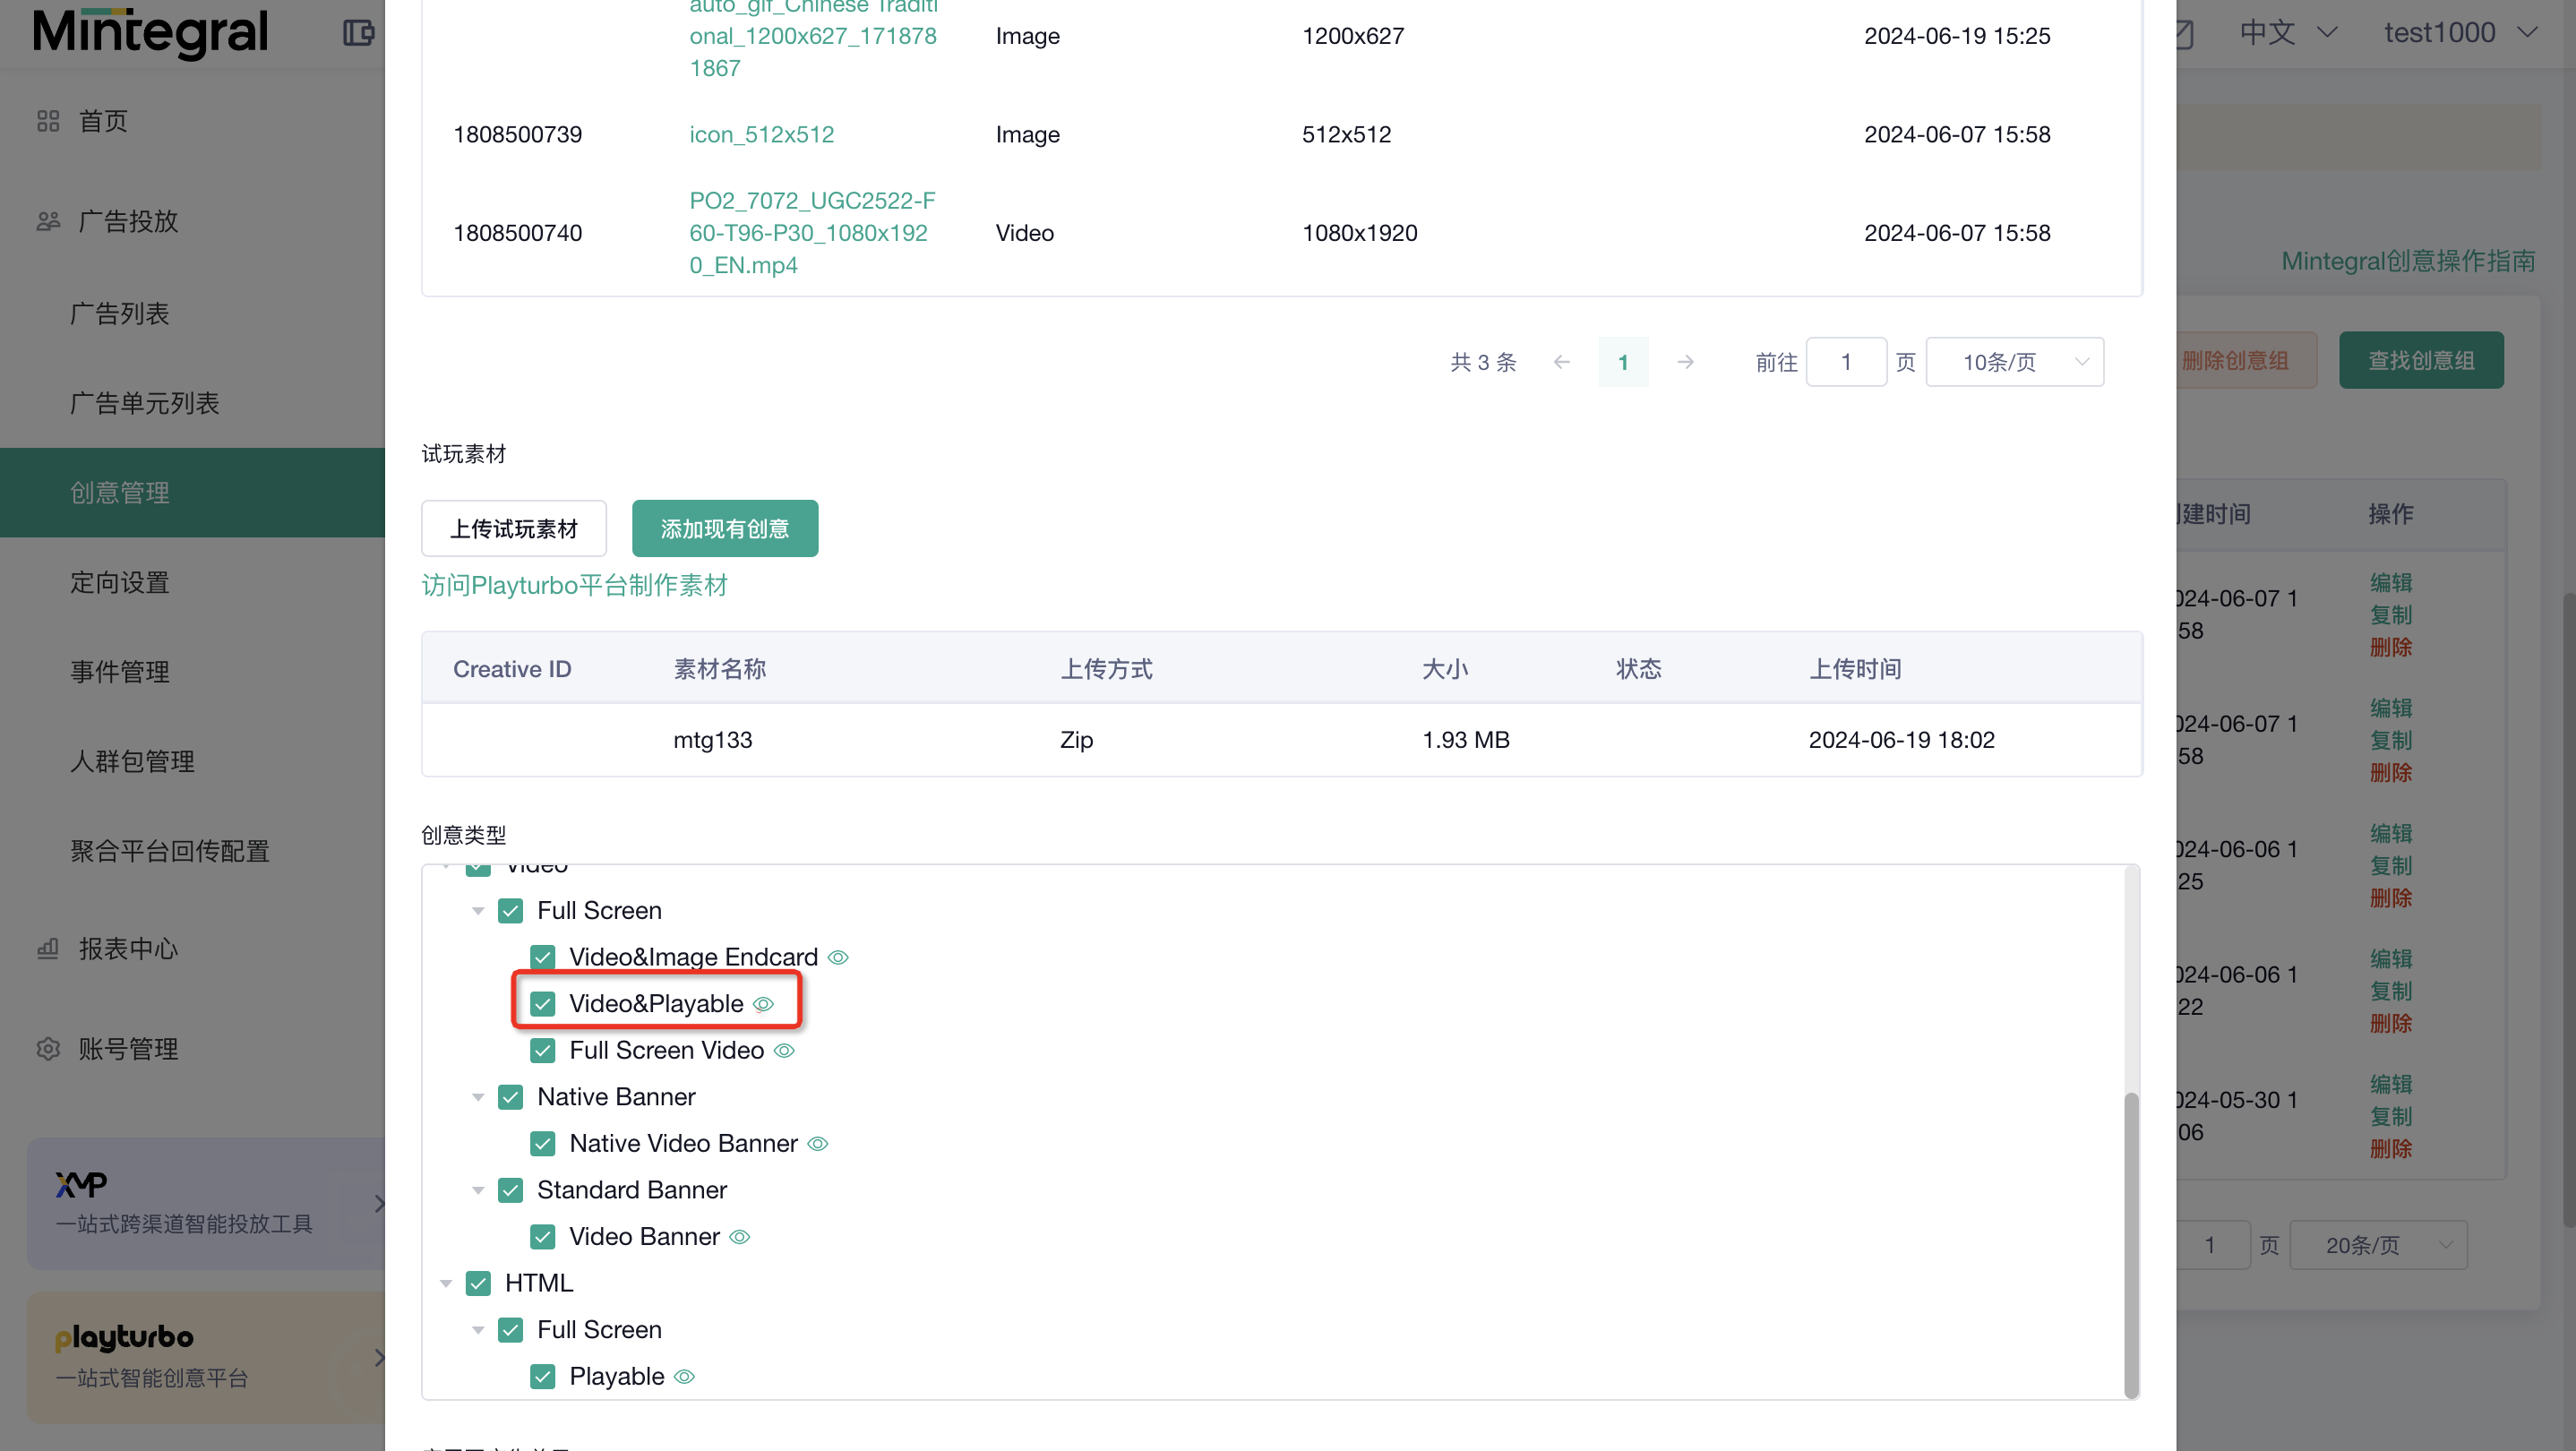 Mintegral
中文
test1000
首页
广告投放
广告列表
广告单元列表
创意管理
定向设置
事件管理
人群包管理
聚合平台回传配置
报表中心
账号管理
XMP
一站式跨渠道智能投放工具
playturbo
一站式智能创意平台
auto_gif_Chinese Traditi
onal_1200x627_171878
1867
Image
1200x627
2024-06-19 15:25
1808500739
icon_512x512
Image
512x512
2024-06-07 15:58
1808500740
PO2_7072_UGC2522-F
60-T96-P30_1080x192
0_EN.mp4
Video
1080x1920
2024-06-07 15:58
共 3 条
1
前往
1
页
10条/页
试玩素材
上传试玩素材
添加现有创意
访问Playturbo平台制作素材
Creative ID
素材名称
上传方式
大小
状态
上传时间
mtg133
Zip
1.93 MB
2024-06-19 18:02
创意类型
Video
Full Screen
Video&Image Endcard
Video&Playable
Full Screen Video
Native Banner
Native Video Banner
Standard Banner
Video Banner
HTML
Full Screen
Playable
Mintegral创意操作指南
删除创意组
查找创意组
建时间
操作
024-06-07 1
58
编辑
复制
删除
024-06-07 1
58
编辑
复制
删除
024-06-06 1
25
编辑
复制
删除
024-06-06 1
22
编辑
复制
删除
024-05-30 1
06
编辑
复制
删除
1
页
20条/页